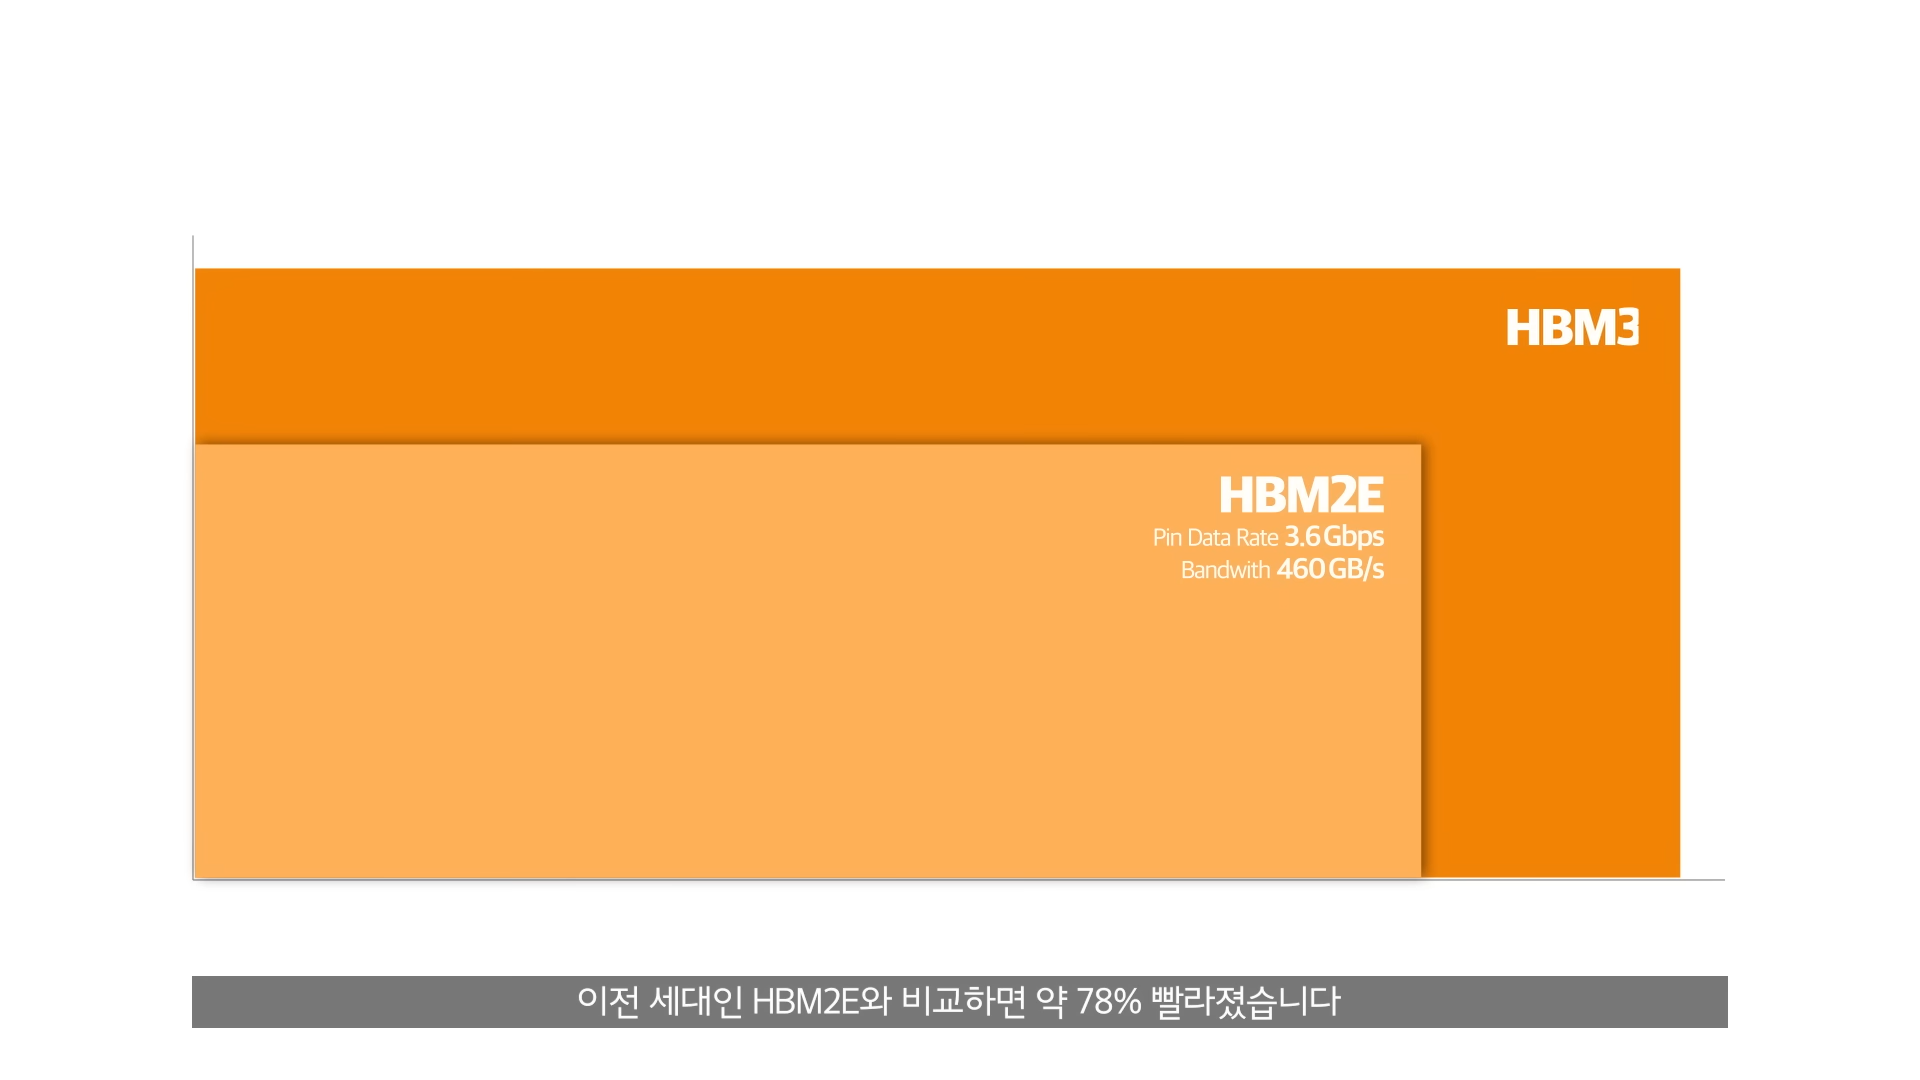 HBM3
HBM2E
Pin Data Rate 3.6 Gbps
Bandwith 460 GB/s
이전 세대인 HBM2E와 비교하면 약 78% 빨라졌습니다